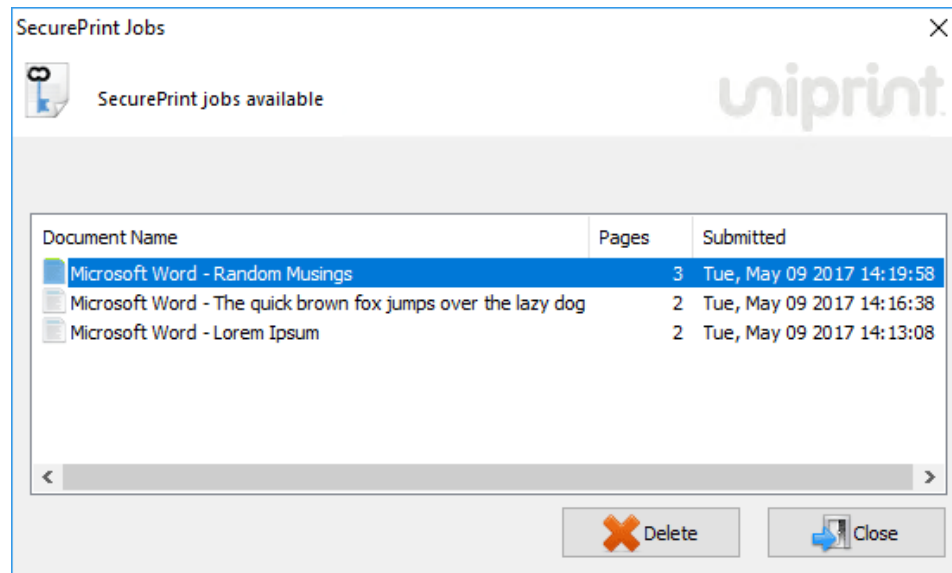 SecurePrint Jobs
SecurePrint jobs available
uniprint
Document Name Pages Submitted
Microsoft Word - Random Musings 3 Tue, May 09 2017 14:19:58
Microsoft Word - The quick brown fox jumps over the lazy dog 2 Tue, May 09 2017 14:16:38
Microsoft Word - Lorem Ipsum 2 Tue, May 09 2017 14:13:08
Delete Close